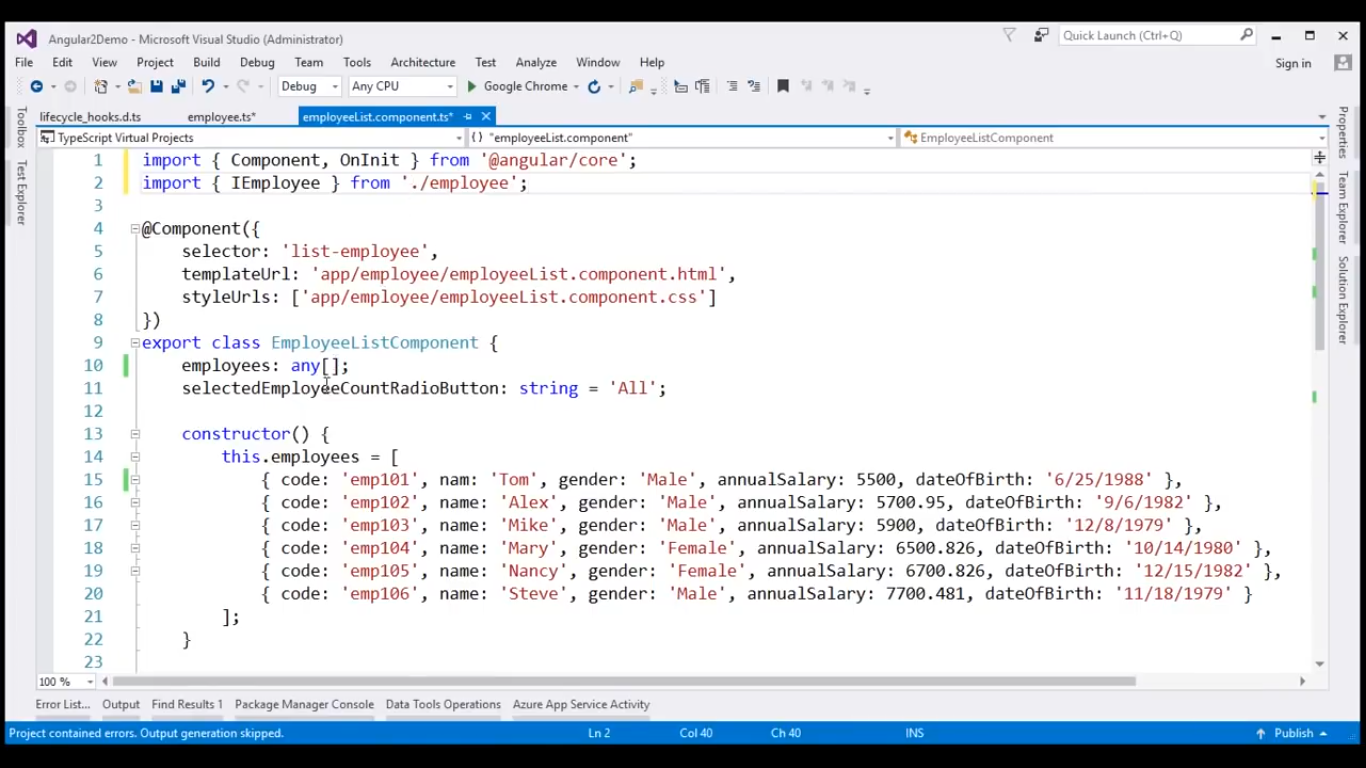 Angular2Demo - Microsoft Visual Studio (Administrator)
Quick Launch (Ctrl+Q)
File Edit View Project Build Debug Team Tools Architecture Test Analyze Window Help
Sign in
Debug Any CPU Google Chrome
lifecycle_hooks.d.ts employee.ts* employeeList.component.ts*
TypeScript Virtual Projects {} "employeeList.component" EmployeeListComponent
Toolbox
Test Explorer
Properties
Team Explorer
Solution Explorer
1 import { Component, OnInit } from '@angular/core';
2 import { IEmployee } from './employee';
3
4 @Component({
5 selector: 'list-employee',
6 templateUrl: 'app/employee/employeeList.component.html',
7 styleUrls: ['app/employee/employeeList.component.css']
8 })
9 export class EmployeeListComponent {
10 employees: any[];
11 selectedEmployeeCountRadioButton: string = 'All';
12
13 constructor() {
14 this.employees = [
15 { code: 'emp101', nam: 'Tom', gender: 'Male', annualSalary: 5500, dateOfBirth: '6/25/1988' },
16 { code: 'emp102', name: 'Alex', gender: 'Male', annualSalary: 5700.95, dateOfBirth: '9/6/1982' },
17 { code: 'emp103', name: 'Mike', gender: 'Male', annualSalary: 5900, dateOfBirth: '12/8/1979' },
18 { code: 'emp104', name: 'Mary', gender: 'Female', annualSalary: 6500.826, dateOfBirth: '10/14/1980' },
19 { code: 'emp105', name: 'Nancy', gender: 'Female', annualSalary: 6700.826, dateOfBirth: '12/15/1982' },
20 { code: 'emp106', name: 'Steve', gender: 'Male', annualSalary: 7700.481, dateOfBirth: '11/18/1979' }
21 ];
22 }
23
100 %
Error List... Output Find Results 1 Package Manager Console Data Tools Operations Azure App Service Activity
Project contained errors. Output generation skipped. Ln 2 Col 40 Ch 40 INS Publish